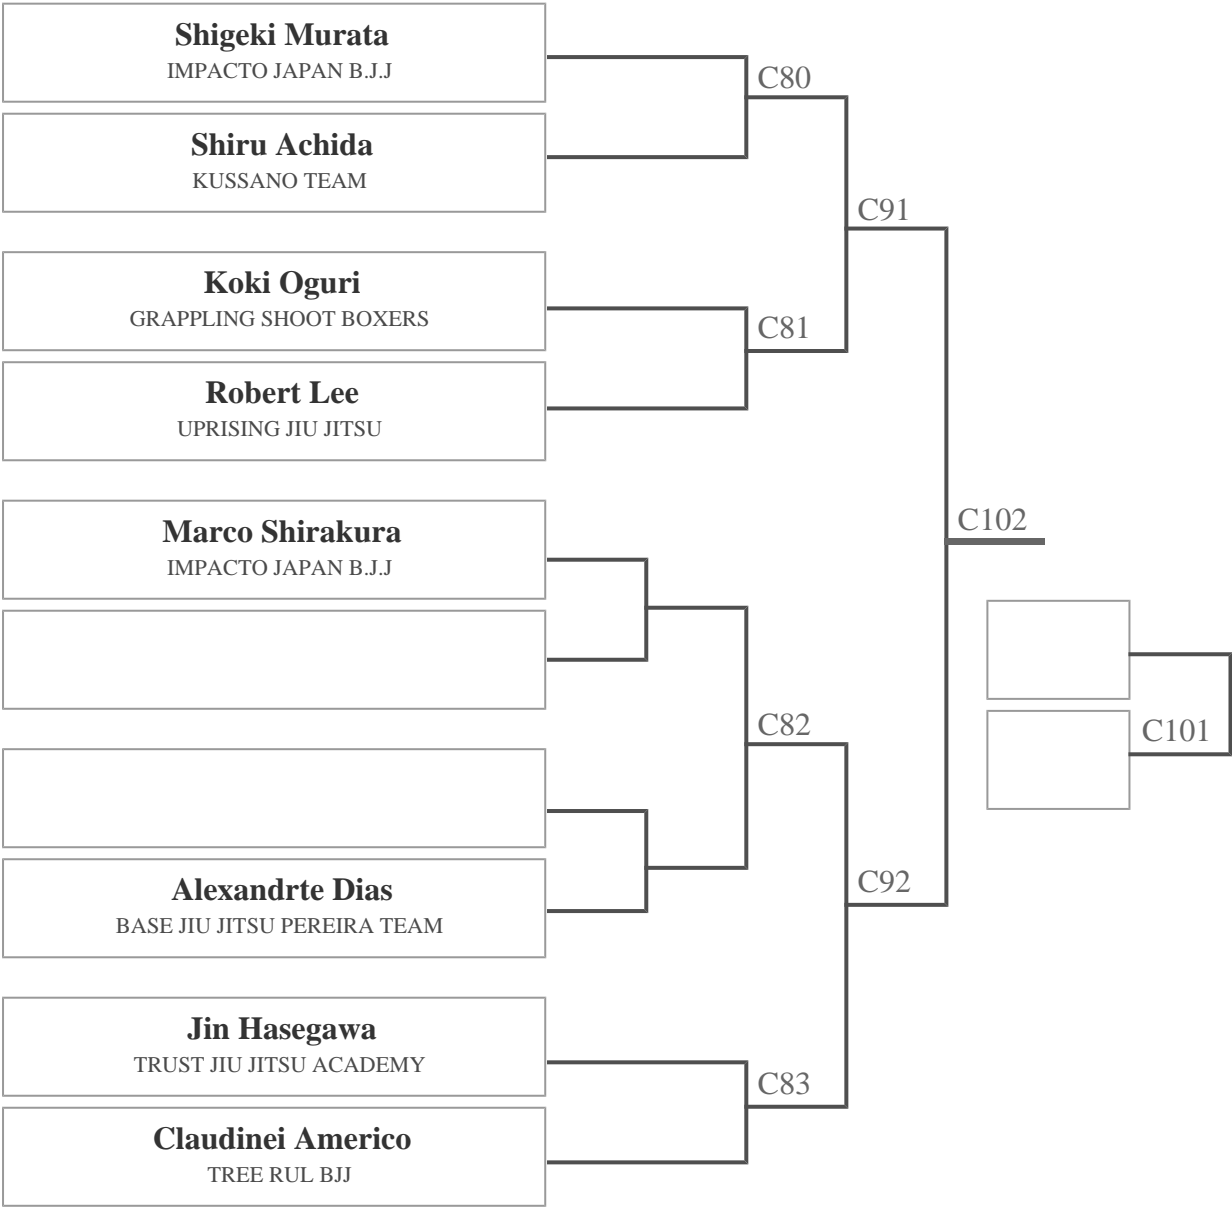 Shigeki Murata
IMPACTO JAPAN B.J.J
C80
Shiru Achida
KUSSANO TEAM
C91
Koki Oguri
GRAPPLING SHOOT BOXERS
C81
Robert Lee
UPRISING JIU JITSU
Marco Shirakura
IMPACTO JAPAN B.J.J
C102
C82
C101
Alexandrte Dias
BASE JIU JITSU PEREIRA TEAM
C92
Jin Hasegawa
TRUST JIU JITSU ACADEMY
C83
Claudinei Americo
TREE RUL BJJ